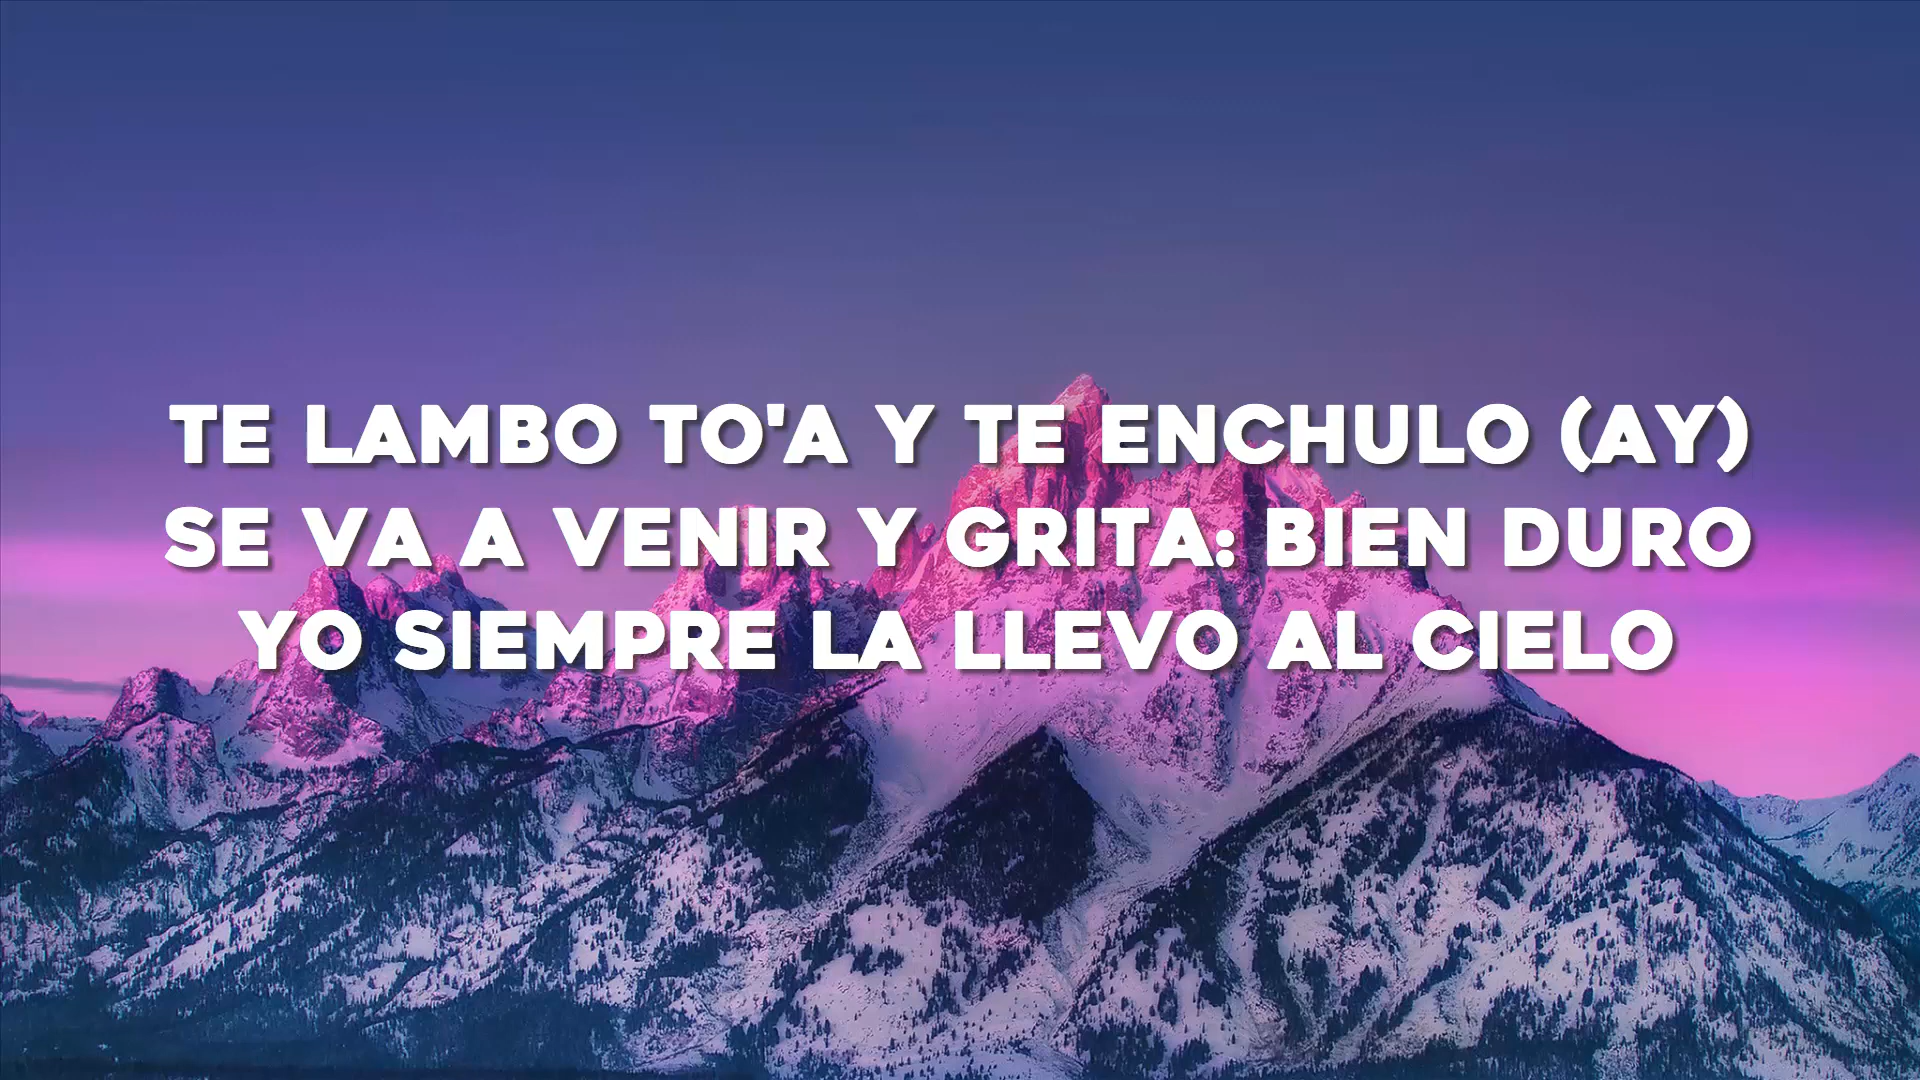 TE LAMBO TO'A Y TE ENCHULO (AY)
SE VA A VENIR Y GRITA: BIEN DURO
YO SIEMPRE LA LLEVO AL CIELO